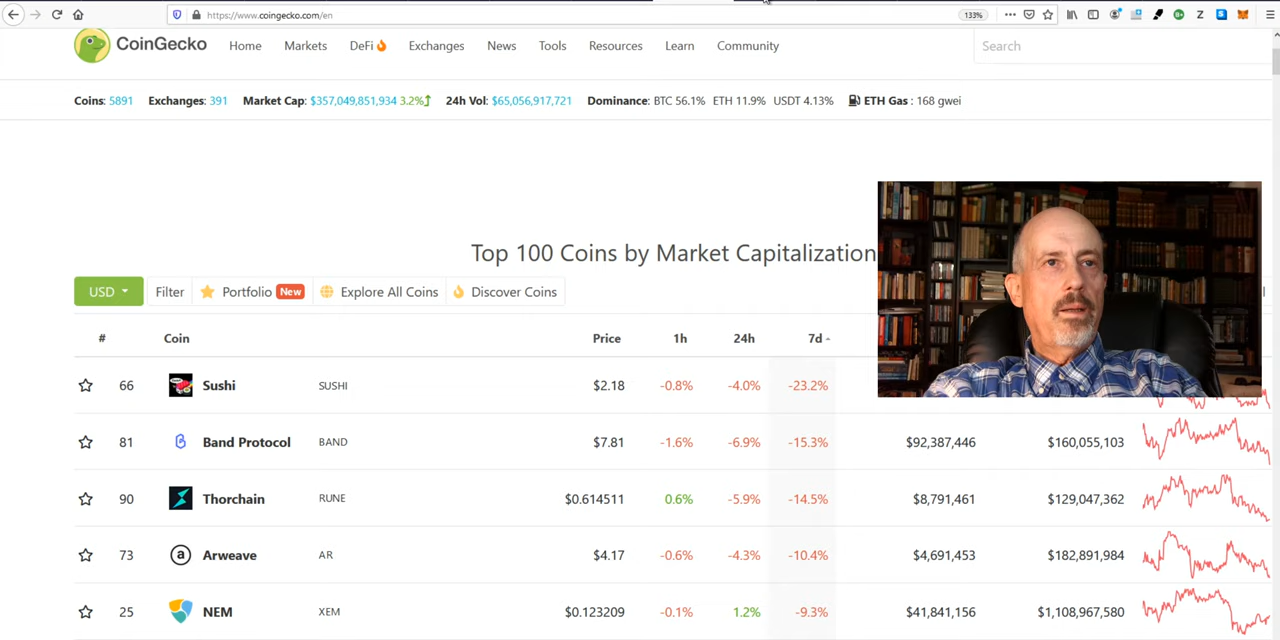 https://www.coingecko.com/en
133%
CoinGecko Home Markets DeFi Exchanges News Tools Resources Learn Community Search
Coins: 5891 Exchanges: 391 Market Cap: $357,049,851,934 3.2% 24h Vol: $65,056,917,721 Dominance: BTC 56.1% ETH 11.9% USDT 4.13% ETH Gas : 168 gwei
Top 100 Coins by Market Capitalization
USD Filter Portfolio New Explore All Coins Discover Coins
# Coin Price 1h 24h 7d
66 Sushi SUSHI $2.18 -0.8% -4.0% -23.2%
81 Band Protocol BAND $7.81 -1.6% -6.9% -15.3% $92,387,446 $160,055,103
90 Thorchain RUNE $0.614511 0.6% -5.9% -14.5% $8,791,461 $129,047,362
73 Arweave AR $4.17 -0.6% -4.3% -10.4% $4,691,453 $182,891,984
25 NEM XEM $0.123209 -0.1% 1.2% -9.3% $41,841,156 $1,108,967,580